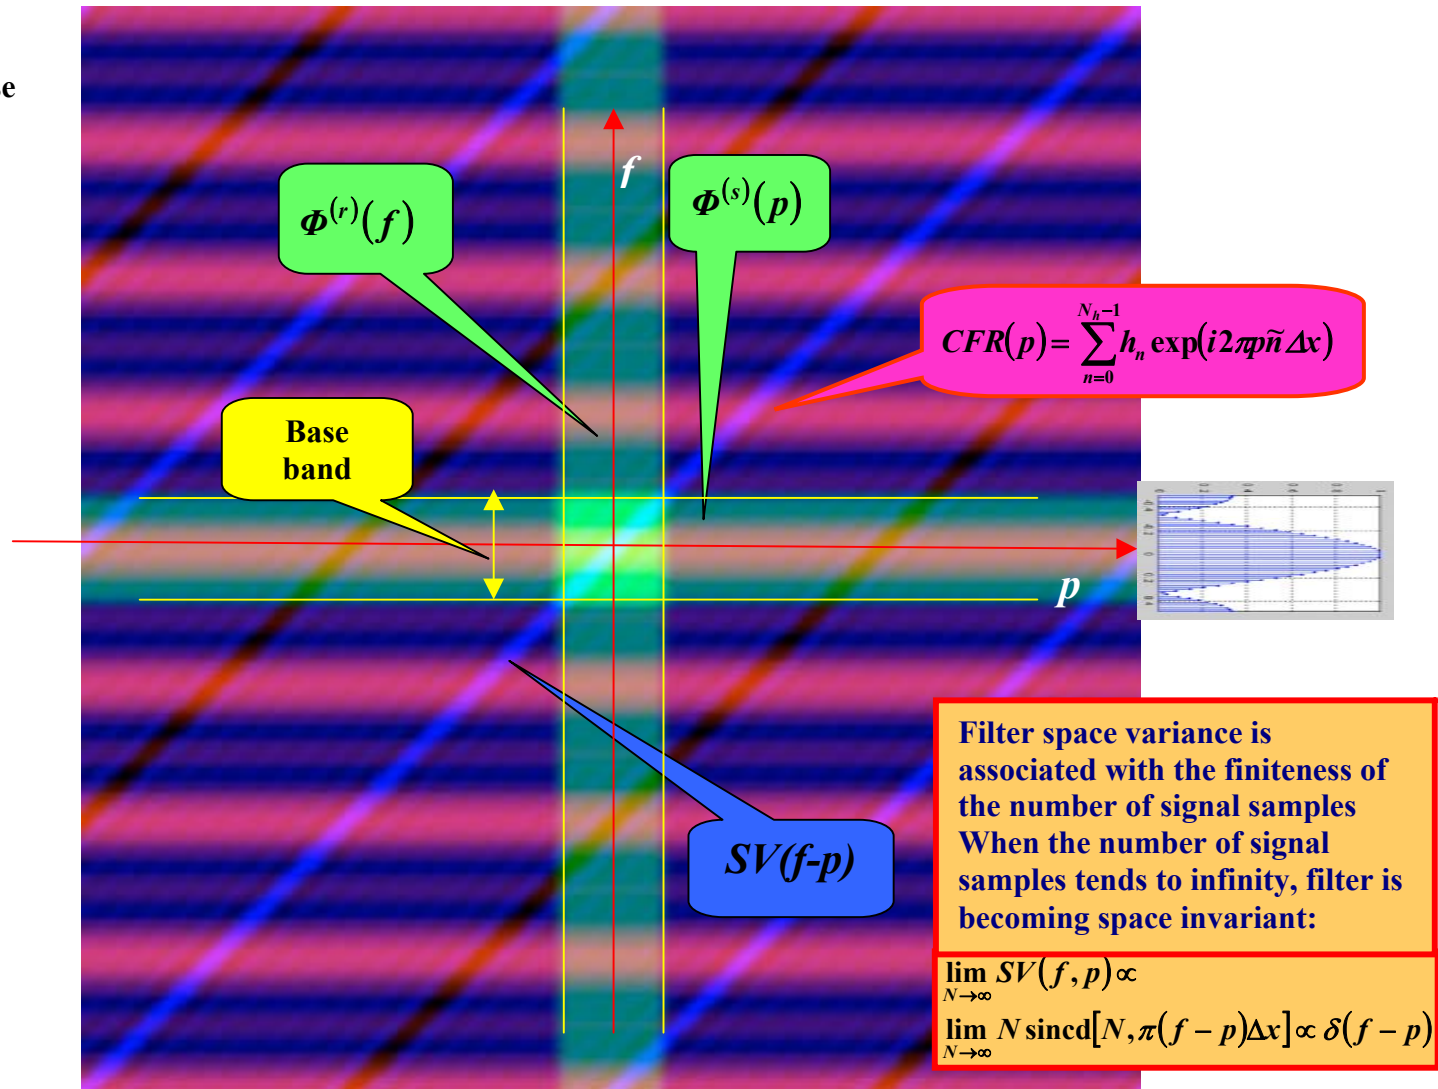 f
Φ^(r)(f)
Φ^(s)(p)
CFR(p) = ∑_{n=0}^{N_h−1} h_n exp(i2πpñΔx)
Base
band
p
SV(f-p)
Filter space variance is
associated with the finiteness of
the number of signal samples
When the number of signal
samples tends to infinity, filter is
becoming space invariant:
lim_{N→∞} SV(f, p) ∝
lim_{N→∞} N sincd[N, π(f − p)Δx] ∝ δ(f − p)